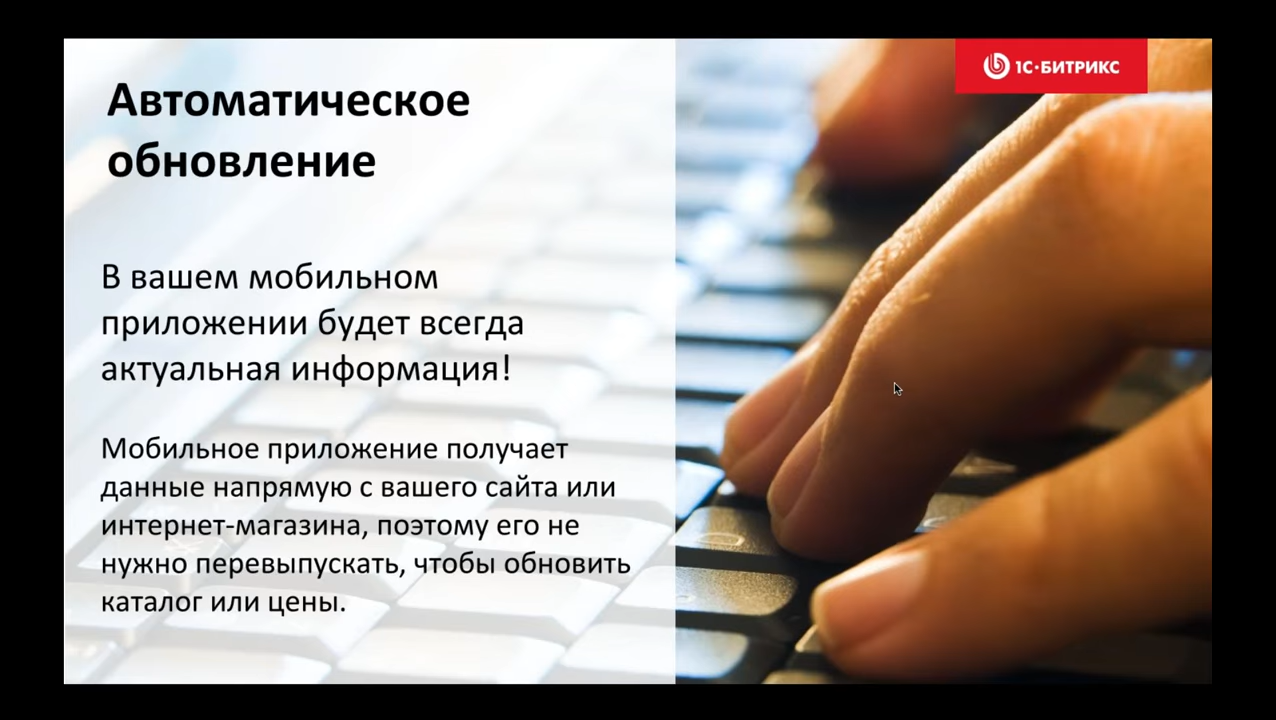 1С·БИТРИКС
Автоматическое
обновление
В вашем мобильном
приложении будет всегда
актуальная информация!
Мобильное приложение получает
данные напрямую с вашего сайта или
интернет-магазина, поэтому его не
нужно перевыпускать, чтобы обновить
каталог или цены.